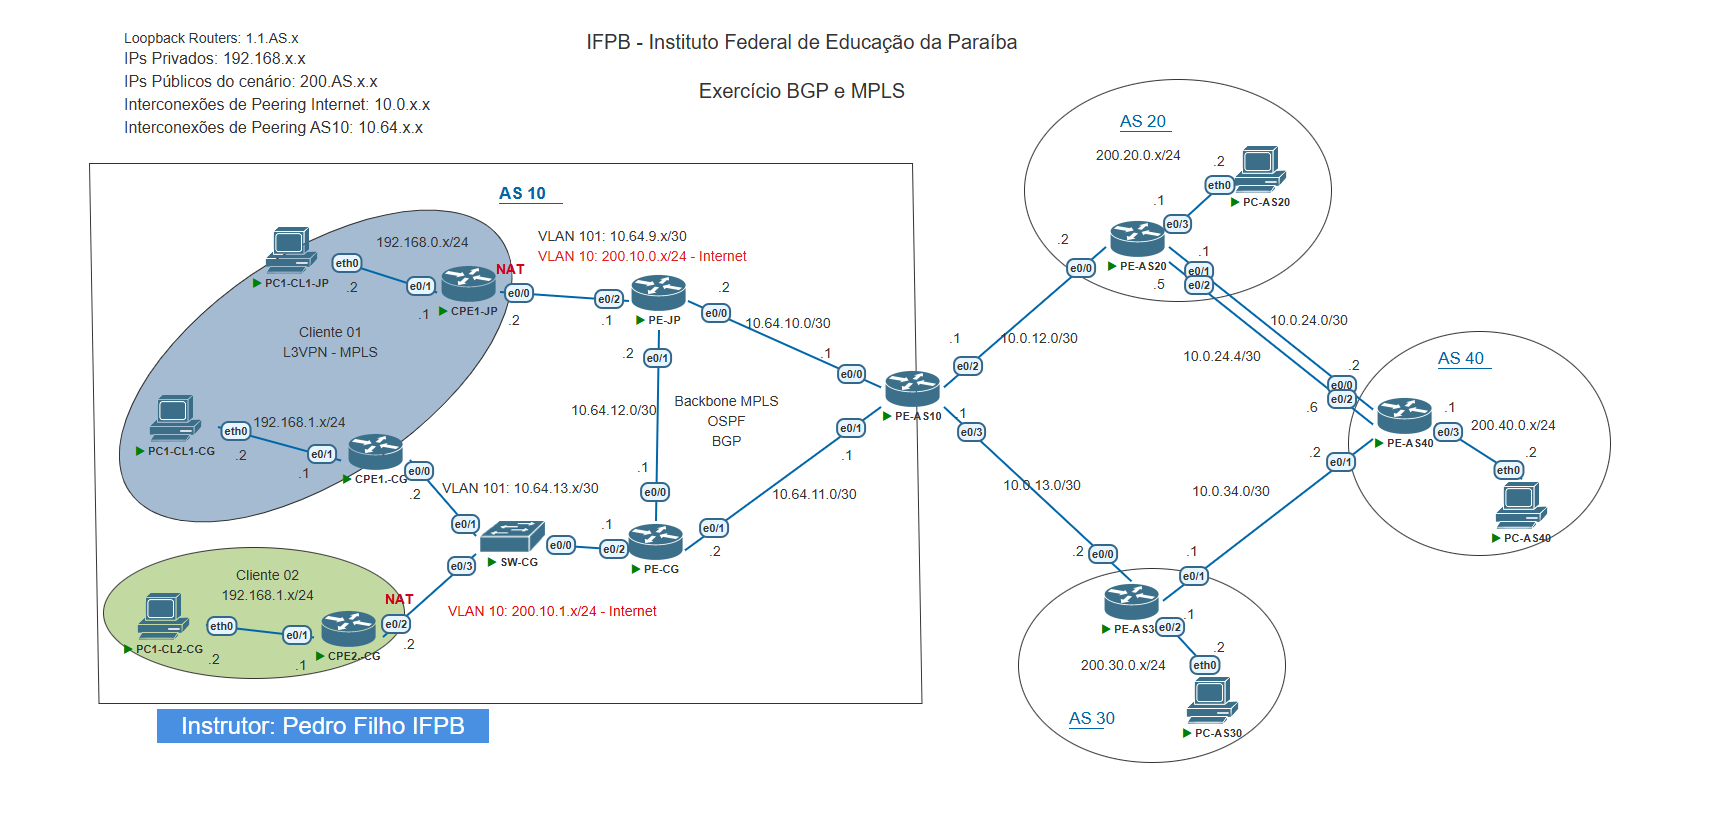 Loopback Routers: 1.1.AS.x
IPs Privados: 192.168.x.x
IPs Públicos do cenário: 200.AS.x.x
Interconexões de Peering Internet: 10.0.x.x
Interconexões de Peering AS10: 10.64.x.x
IFPB - Instituto Federal de Educação da Paraíba
Exercício BGP e MPLS
AS 10
192.168.0.x/24
eth0
.2
PC1-CL1-JP
e0/1
.1
NAT
CPE1-JP
e0/0
.2
VLAN 101: 10.64.9.x/30
VLAN 10: 200.10.0.x/24 - Internet
e0/2
.1
PE-JP
.2
e0/0
10.64.10.0/30
.2
e0/1
.1
e0/0
Cliente 01
L3VPN - MPLS
192.168.1.x/24
eth0
.2
PC1-CL1-CG
e0/1
.1
CPE1.-CG
e0/0
.2
VLAN 101: 10.64.13.x/30
10.64.12.0/30
Backbone MPLS
OSPF
BGP
PE-AS10
e0/1
.1
10.64.11.0/30
.1
e0/0
e0/1
SW-CG
e0/0
e0/3
.1
e0/2
PE-CG
e0/1
.2
Cliente 02
192.168.1.x/24
NAT
VLAN 10: 200.10.1.x/24 - Internet
PC1-CL2-CG
eth0
.2
e0/1
.1
CPE2.-CG
e0/2
.2
Instrutor: Pedro Filho IFPB
.1
e0/2
10.0.12.0/30
.1
e0/3
10.0.13.0/30
AS 20
200.20.0.x/24
.2
eth0
PC-AS20
.1
e0/3
.2
e0/0
PE-AS20
.1
e0/1
e0/2
.5
10.0.24.0/30
10.0.24.4/30
AS 40
.2
e0/0
e0/2
.6
PE-AS40
.1
e0/3
200.40.0.x/24
.2
eth0
PC-AS40
.2
e0/1
10.0.34.0/30
.2
e0/0
.1
e0/1
PE-AS3
.1
e0/2
200.30.0.x/24
.2
eth0
PC-AS30
AS 30